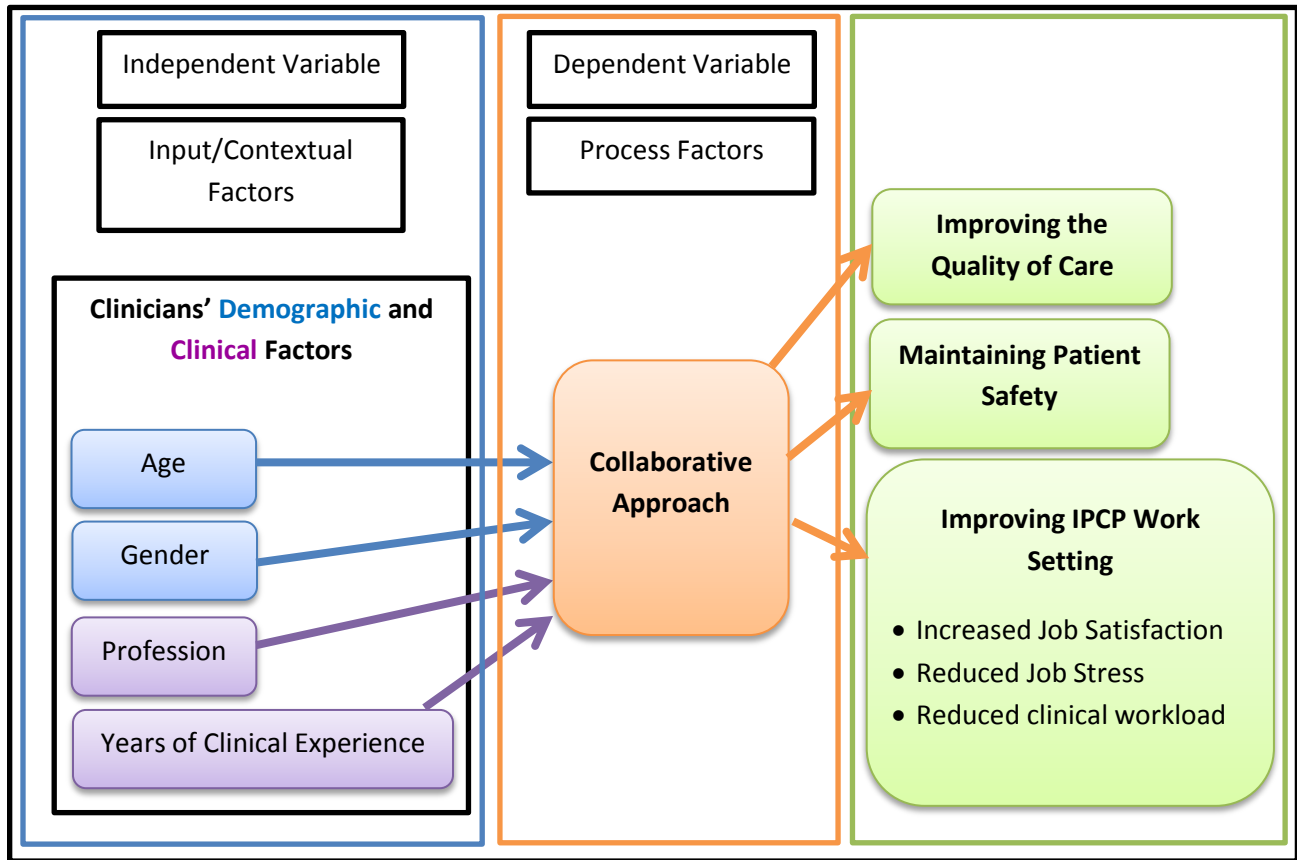 Independent Variable
Input/Contextual
Factors
Clinicians’ Demographic and
Clinical Factors
Age
Gender
Profession
Years of Clinical Experience
Dependent Variable
Process Factors
Collaborative
Approach
Improving the
Quality of Care
Maintaining Patient
Safety
Improving IPCP Work
Setting
• Increased Job Satisfaction
• Reduced Job Stress
• Reduced clinical workload